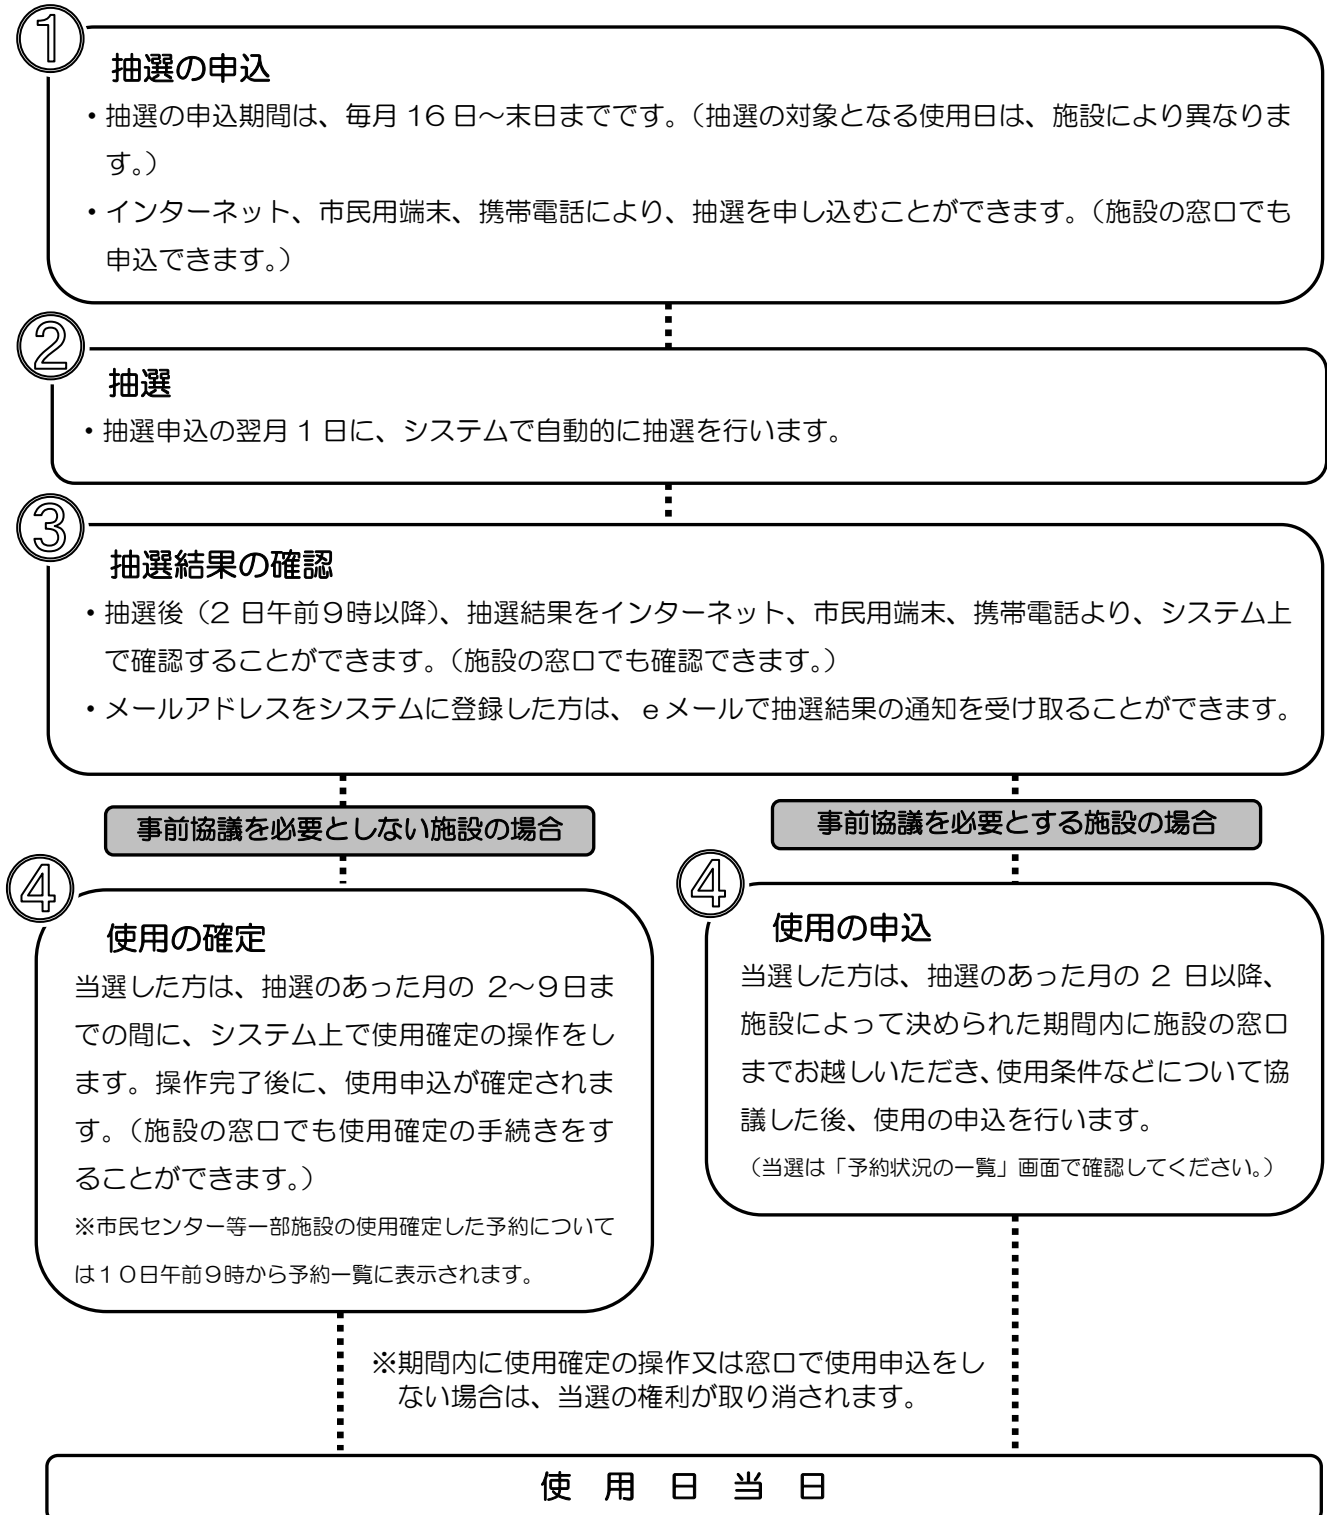 ①
抽選の申込
・抽選の申込期間は、毎月 16 日～末日までです。（抽選の対象となる使用日は、施設により異なりま
す。）
・インターネット、市民用端末、携帯電話により、抽選を申し込むことができます。（施設の窓口でも
申込できます。）
②
抽選
・抽選申込の翌月 1 日に、システムで自動的に抽選を行います。
③
抽選結果の確認
・抽選後（2 日午前９時以降）、抽選結果をインターネット、市民用端末、携帯電話より、システム上
で確認することができます。（施設の窓口でも確認できます。）
・メールアドレスをシステムに登録した方は、ｅメールで抽選結果の通知を受け取ることができます。
事前協議を必要としない施設の場合
④
使用の確定
当選した方は、抽選のあった月の 2～９日ま
での間に、システム上で使用確定の操作をし
ます。操作完了後に、使用申込が確定されま
す。（施設の窓口でも使用確定の手続きをす
ることができます。）
※市民センター等一部施設の使用確定した予約について
は１０日午前９時から予約一覧に表示されます。
事前協議を必要とする施設の場合
④
使用の申込
当選した方は、抽選のあった月の 2 日以降、
施設によって決められた期間内に施設の窓口
までお越しいただき、使用条件などについて協
議した後、使用の申込を行います。
（当選は「予約状況の一覧」画面で確認してください。）
※期間内に使用確定の操作又は窓口で使用申込をし
ない場合は、当選の権利が取り消されます。
使 用 日 当 日